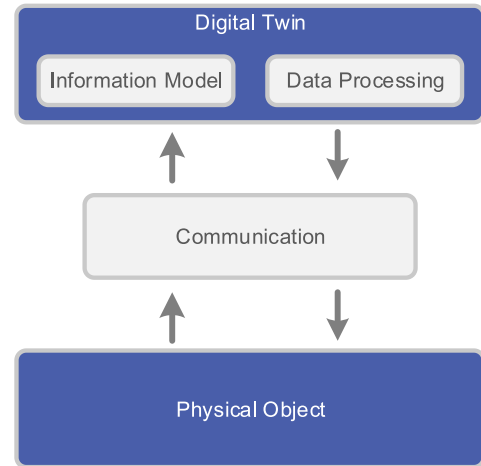 Digital Twin
Information Model
Data Processing
Communication
Physical Object